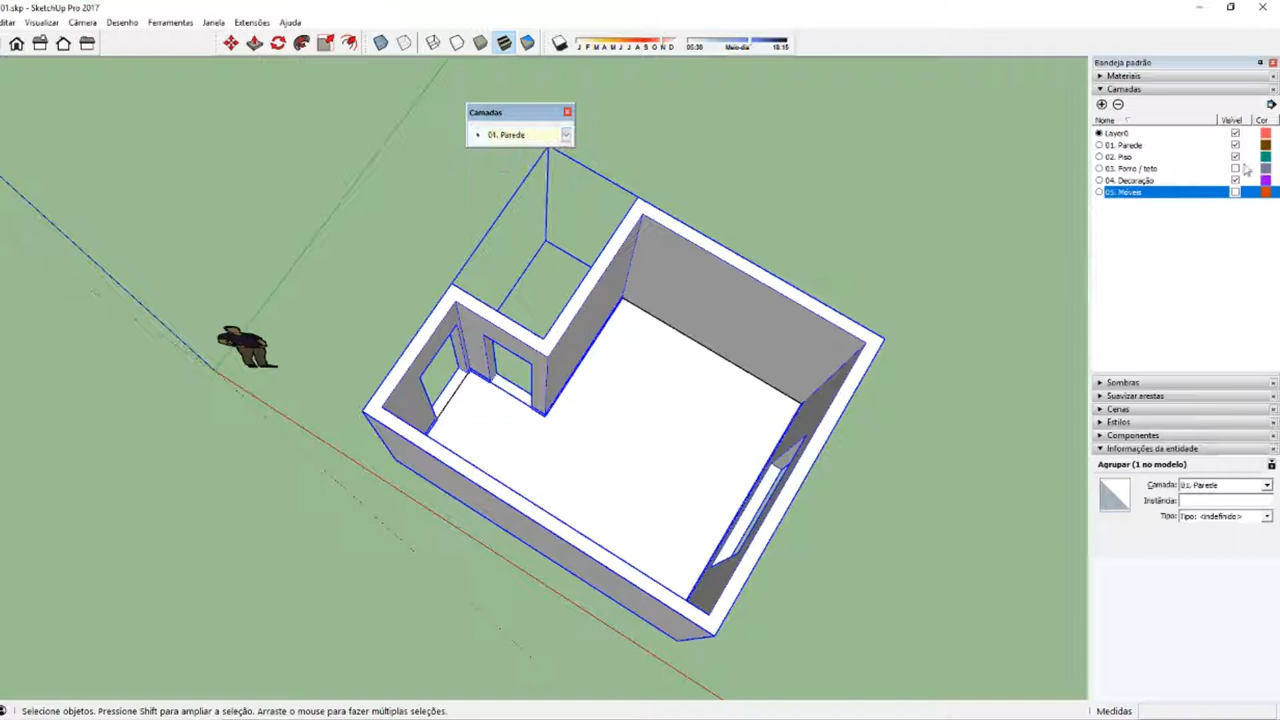 01.skp - SketchUp Pro 2017
ditar Visualizar Câmera Desenho Ferramentas Janela Extensões Ajuda
J F M A M J J A S O N D
05:38 Meio-dia 18:15
Camadas
01. Parede
Bandeja padrão
Materiais
Camadas
Nome Visível Cor
Layer0
01. Parede
02. Piso
03. Forro / teto
04. Decoração
05. Móveis
Sombras
Suavizar arestas
Cenas
Estilos
Componentes
Informações da entidade
Agrupar (1 no modelo)
Camada: 01. Parede
Instância:
Tipo: Tipo: <indefinido>
Selecione objetos. Pressione Shift para ampliar a seleção. Arraste o mouse para fazer múltiplas seleções.
Medidas